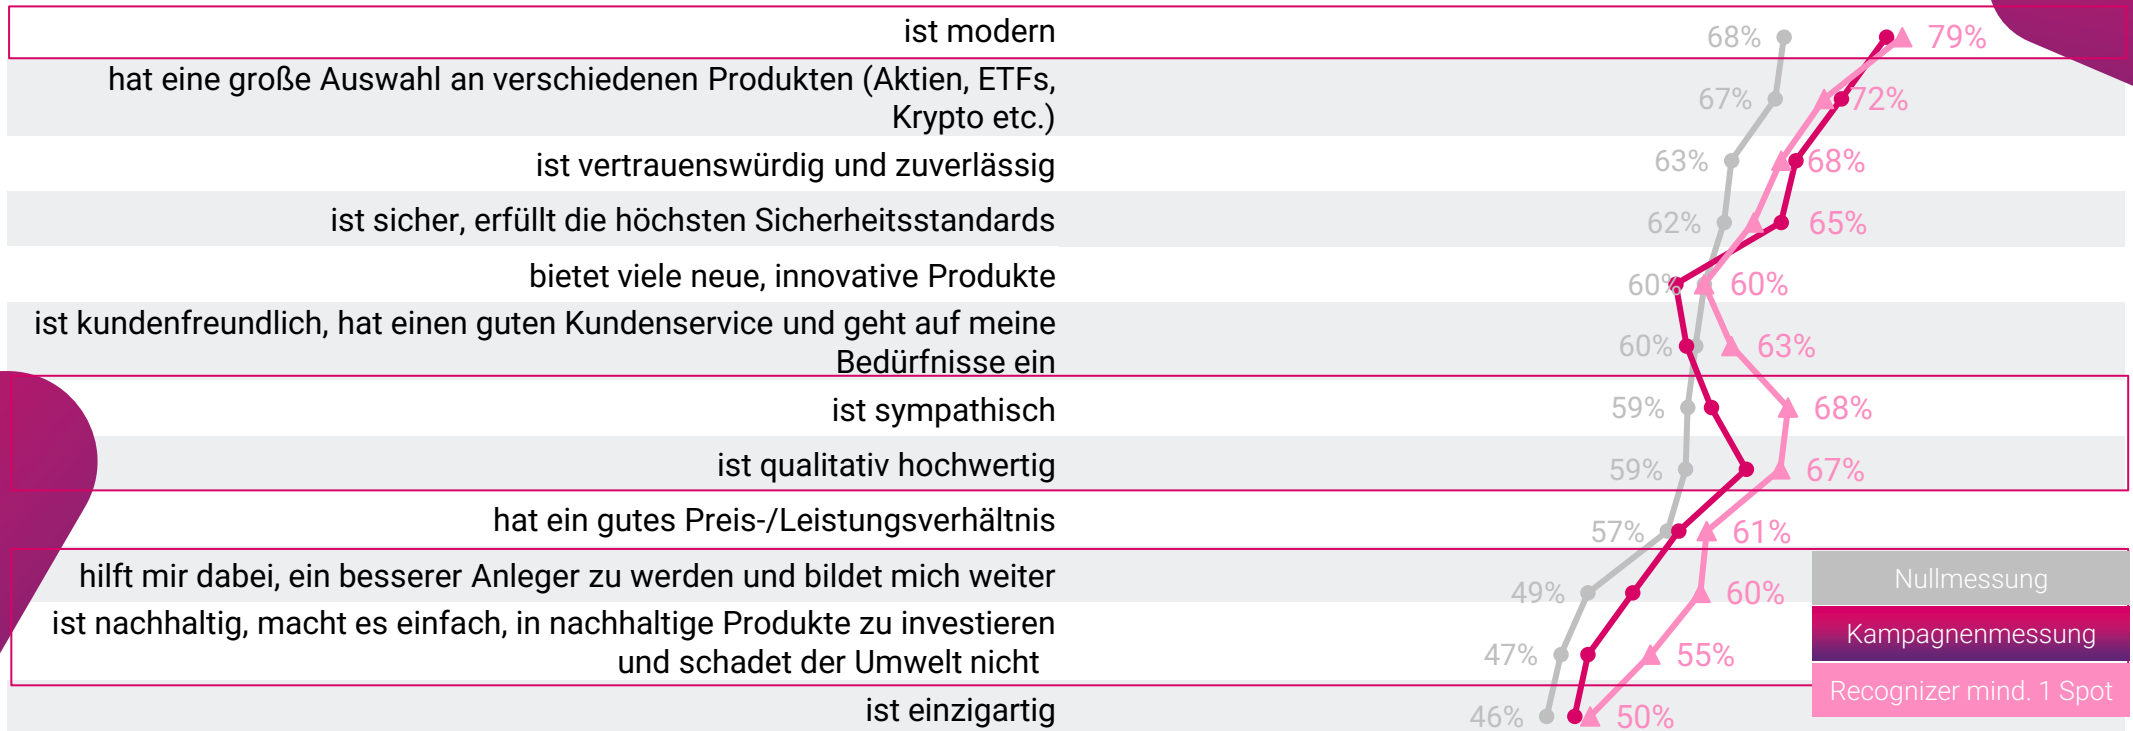 ist modern
68%
79%
hat eine große Auswahl an verschiedenen Produkten (Aktien, ETFs,
Krypto etc.)
67%
72%
ist vertrauenswürdig und zuverlässig
63%
68%
ist sicher, erfüllt die höchsten Sicherheitsstandards
62%
65%
bietet viele neue, innovative Produkte
60%
60%
ist kundenfreundlich, hat einen guten Kundenservice und geht auf meine
Bedürfnisse ein
60%
63%
ist sympathisch
59%
68%
ist qualitativ hochwertig
59%
67%
hat ein gutes Preis-/Leistungsverhältnis
57%
61%
hilft mir dabei, ein besserer Anleger zu werden und bildet mich weiter
49%
60%
ist nachhaltig, macht es einfach, in nachhaltige Produkte zu investieren
und schadet der Umwelt nicht
47%
55%
ist einzigartig
46%
50%
Nullmessung
Kampagnenmessung
Recognizer mind. 1 Spot